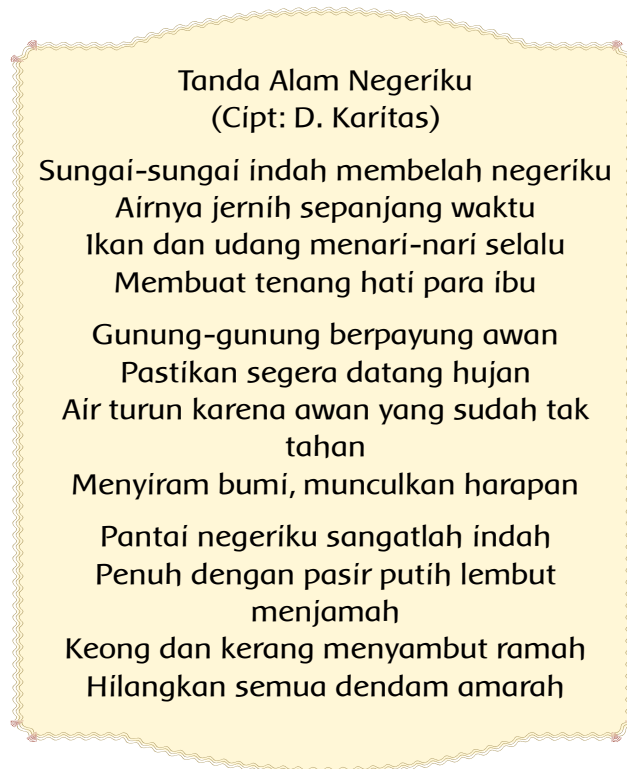 Tanda Alam Negeriku
(Cipt: D. Karitas)
Sungai-sungai indah membelah negeriku
Airnya jernih sepanjang waktu
Ikan dan udang menari-nari selalu
Membuat tenang hati para ibu
Gunung-gunung berpayung awan
Pastikan segera datang hujan
Air turun karena awan yang sudah tak
tahan
Menyiram bumi, munculkan harapan
Pantai negeriku sangatlah indah
Penuh dengan pasir putih lembut
menjamah
Keong dan kerang menyambut ramah
Hilangkan semua dendam amarah